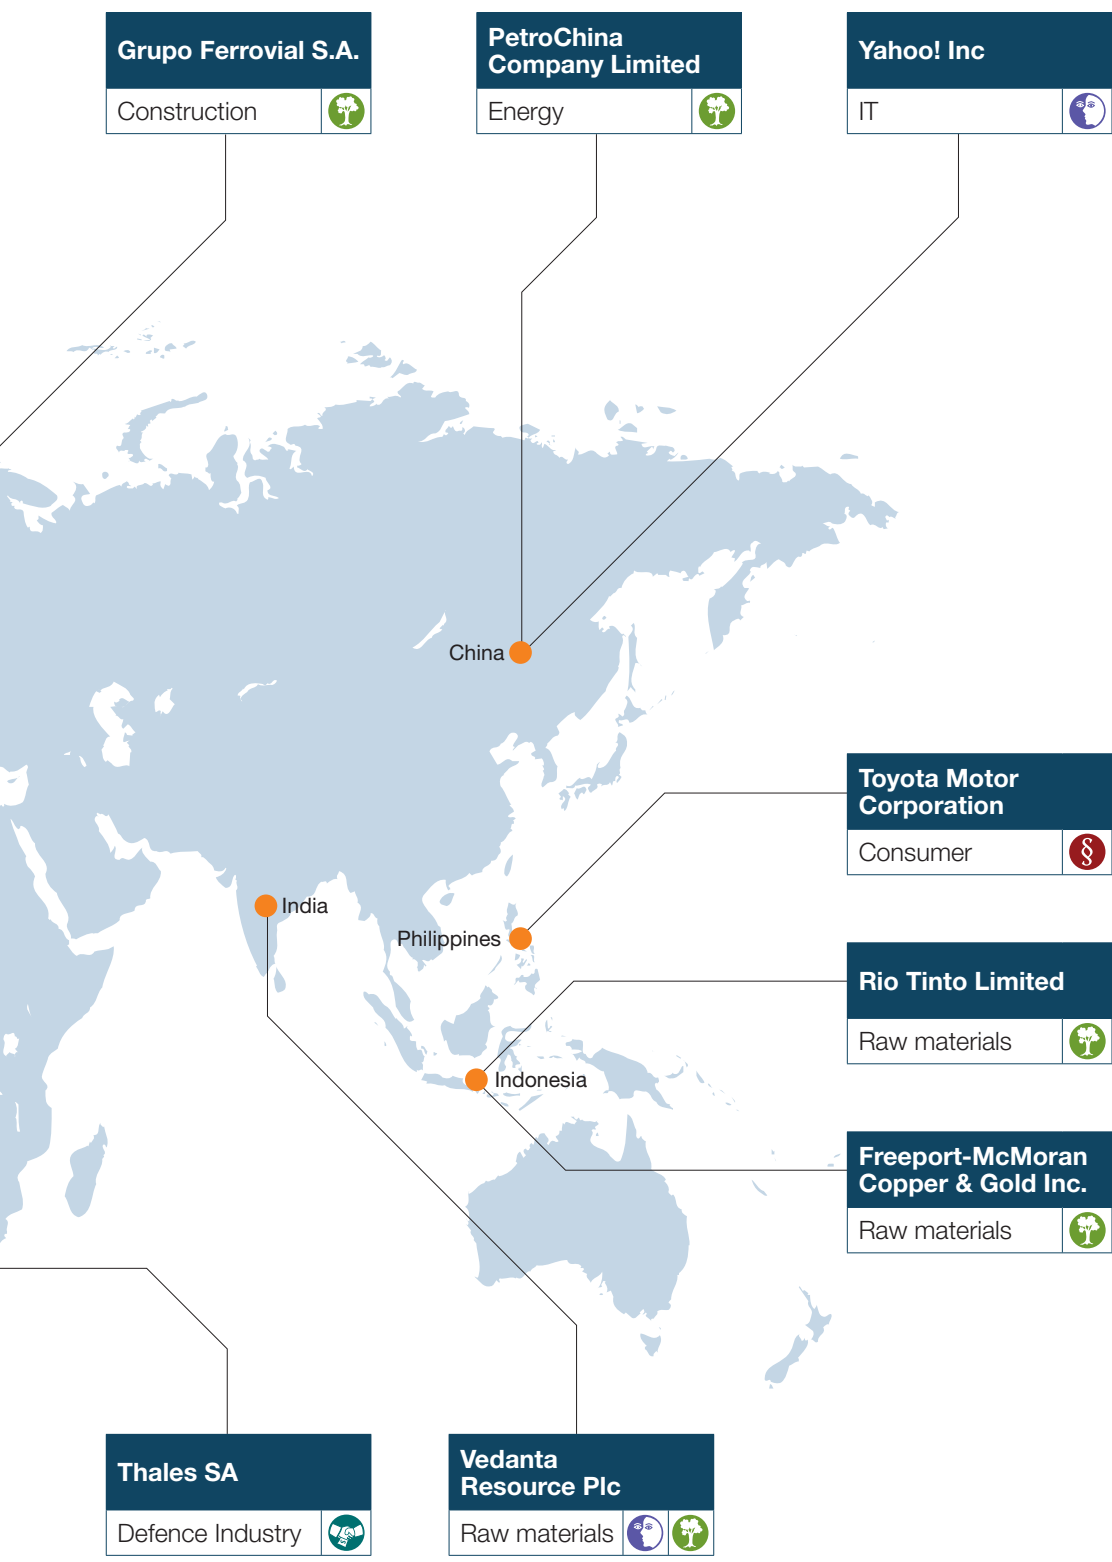 Grupo Ferrovial S.A.
Construction
PetroChina
Company Limited
Energy
Yahoo! Inc
IT
China
Toyota Motor
Corporation
Consumer
§
India
Philippines
Rio Tinto Limited
Raw materials
Indonesia
Freeport-McMoran
Copper & Gold Inc.
Raw materials
Thales SA
Defence Industry
Vedanta
Resource Plc
Raw materials